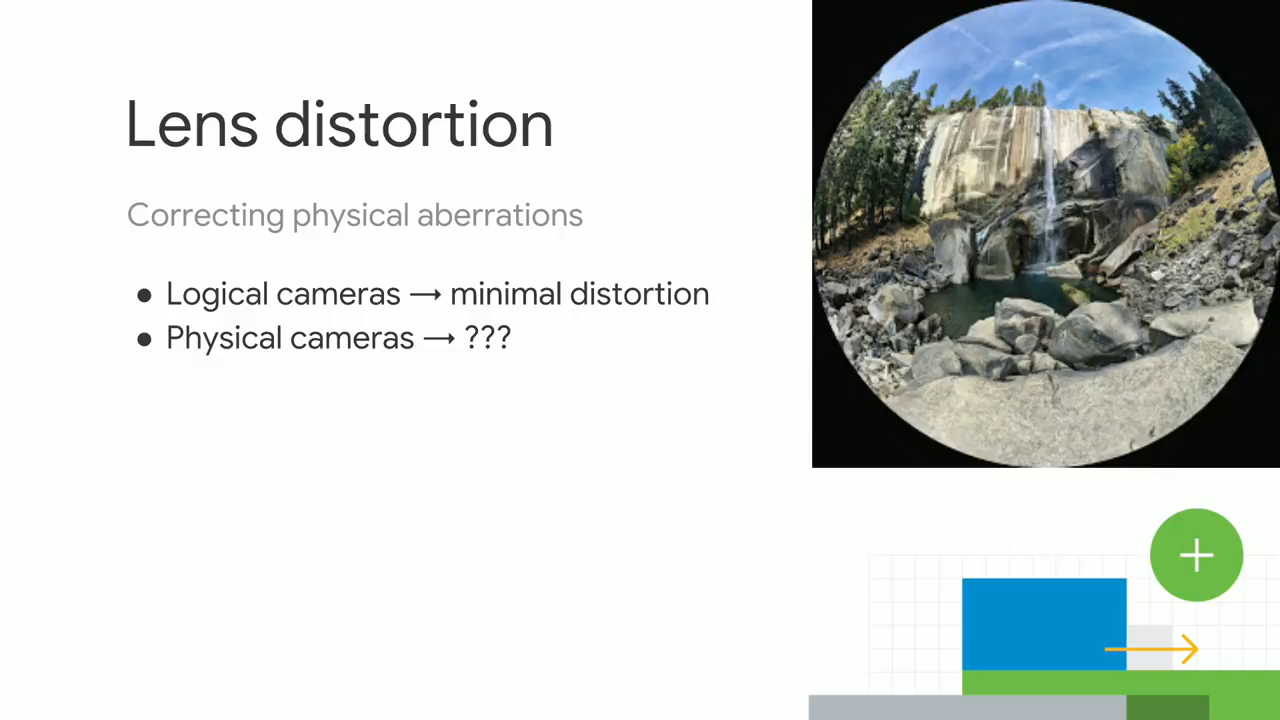 Lens distortion
Correcting physical aberrations
● Logical cameras → minimal distortion
● Physical cameras → ???